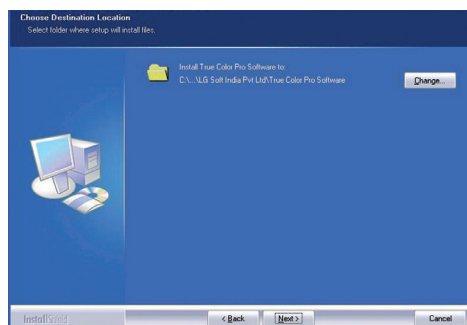 Choose Destination Location
Select folder where setup will install files.
Install True Color Pro Software to:
C:\...\LG Soft India Pvt Ltd\True Color Pro Software
Change...
InstallShield
< Back
Next >
Cancel